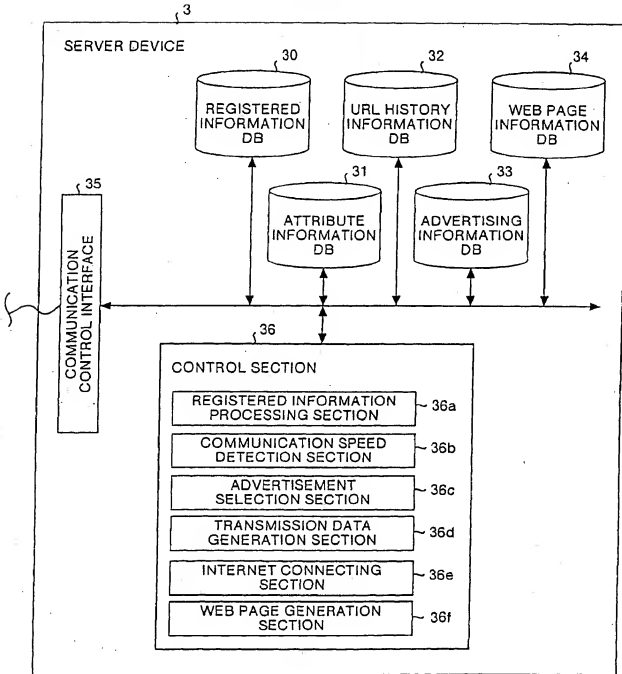 3
SERVER DEVICE
30
REGISTERED
INFORMATION
DB
32
URL HISTORY
INFORMATION
DB
34
WEB PAGE
INFORMATION
DB
31
ATTRIBUTE
INFORMATION
DB
33
ADVERTISING
INFORMATION
DB
35
COMMUNICATION
CONTROL INTERFACE
36
CONTROL SECTION
REGISTERED INFORMATION
PROCESSING SECTION
36a
COMMUNICATION SPEED
DETECTION SECTION
36b
ADVERTISEMENT
SELECTION SECTION
36c
TRANSMISSION DATA
GENERATION SECTION
36d
INTERNET CONNECTING
SECTION
36e
WEB PAGE GENERATION
SECTION
36f